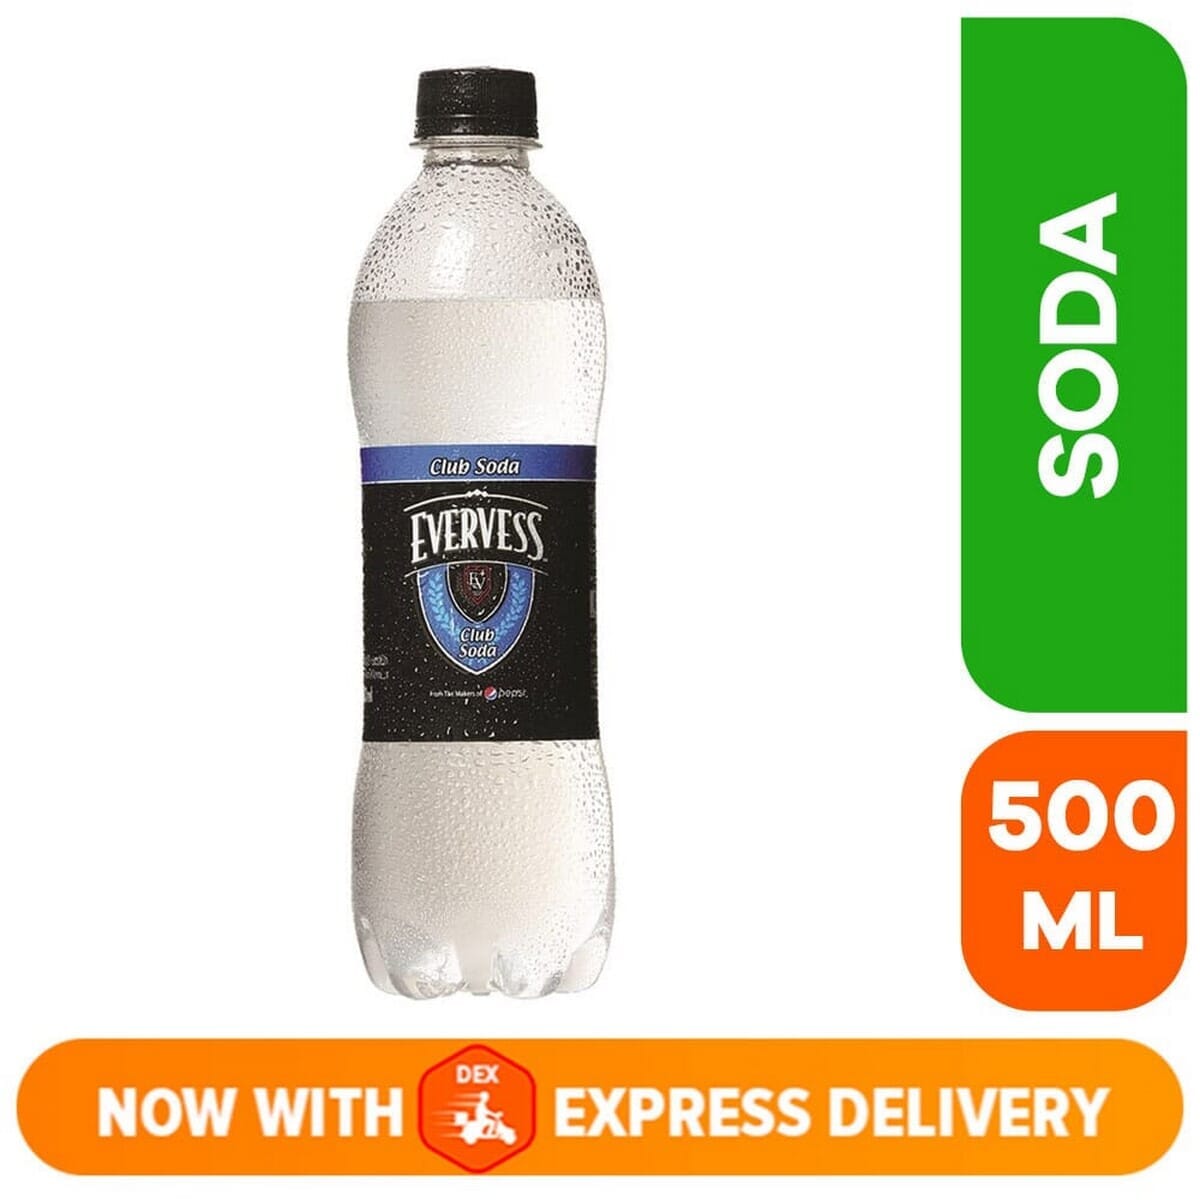 Club Soda
EVERVESS
EV
Club
Soda
From The Makers of pepsi
SODA
500
ML
NOW WITH DEX EXPRESS DELIVERY